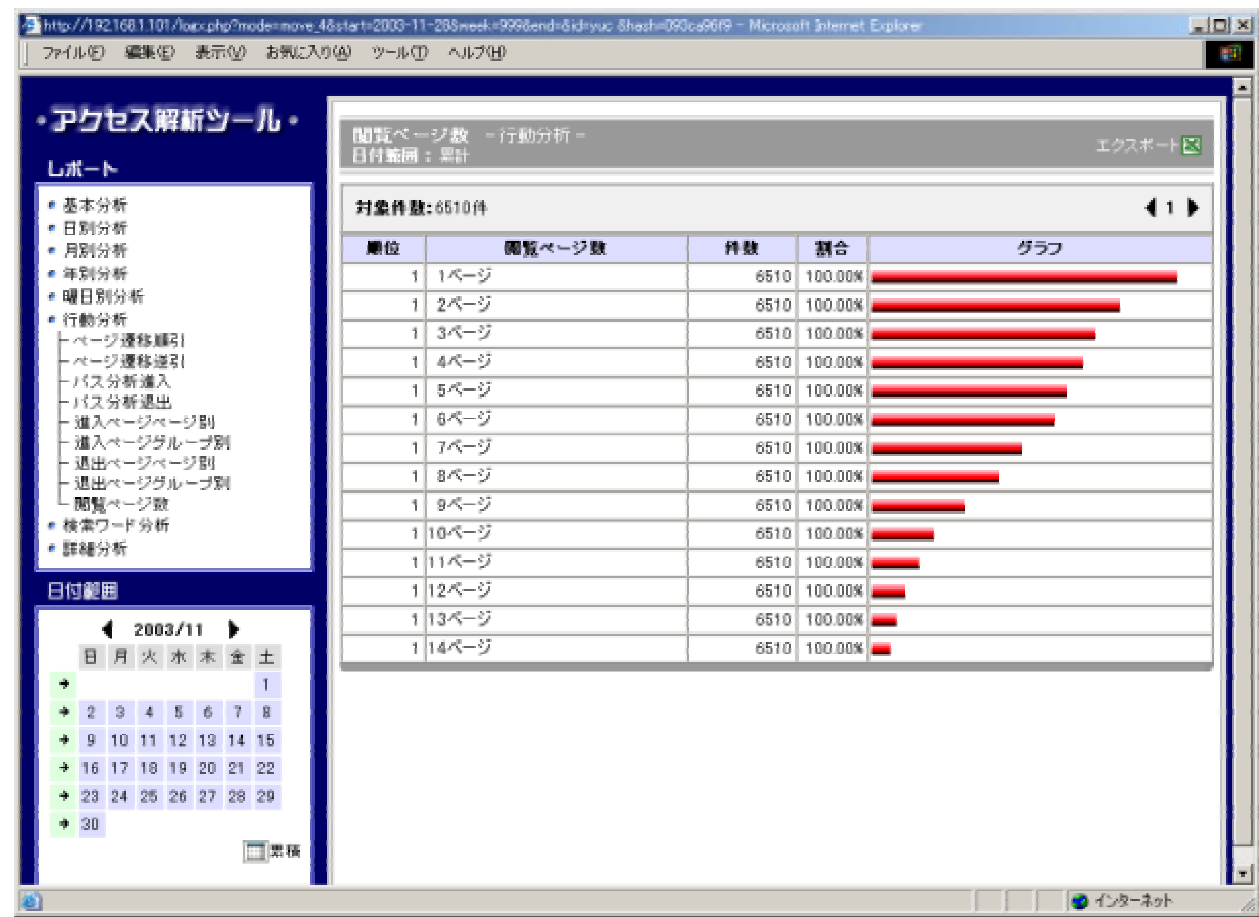 http://192.168.1.101/logxx.php?mode=move_4&start=2003-11-28&week=999&end=&id=yuc &hash=093ca96f9 - Microsoft Internet Explorer
ファイル(F) 編集(E) 表示(V) お気に入り(A) ツール(T) ヘルプ(H)
・アクセス解析ツール・
レポート
基本分析
日別分析
月別分析
年別分析
曜日別分析
行動分析
ページ遷移順引
ページ遷移逆引
パス分析進入
パス分析退出
進入ページページ別
進入ページグループ別
退出ページページ別
退出ページグループ別
閲覧ページ数
検索ワード分析
詳細分析
日付範囲
2003/11
日 月 火 水 木 金 土
1
2 3 4 5 6 7 8
9 10 11 12 13 14 15
16 17 18 19 20 21 22
23 24 25 26 27 28 29
30
累積
閲覧ページ数 -行動分析-
日付範囲:累計
エクスポート
対象件数:6510件
1
順位 閲覧ページ数 件数 割合 グラフ
1 1ページ 6510 100.00%
1 2ページ 6510 100.00%
1 3ページ 6510 100.00%
1 4ページ 6510 100.00%
1 5ページ 6510 100.00%
1 6ページ 6510 100.00%
1 7ページ 6510 100.00%
1 8ページ 6510 100.00%
1 9ページ 6510 100.00%
1 10ページ 6510 100.00%
1 11ページ 6510 100.00%
1 12ページ 6510 100.00%
1 13ページ 6510 100.00%
1 14ページ 6510 100.00%
インターネット